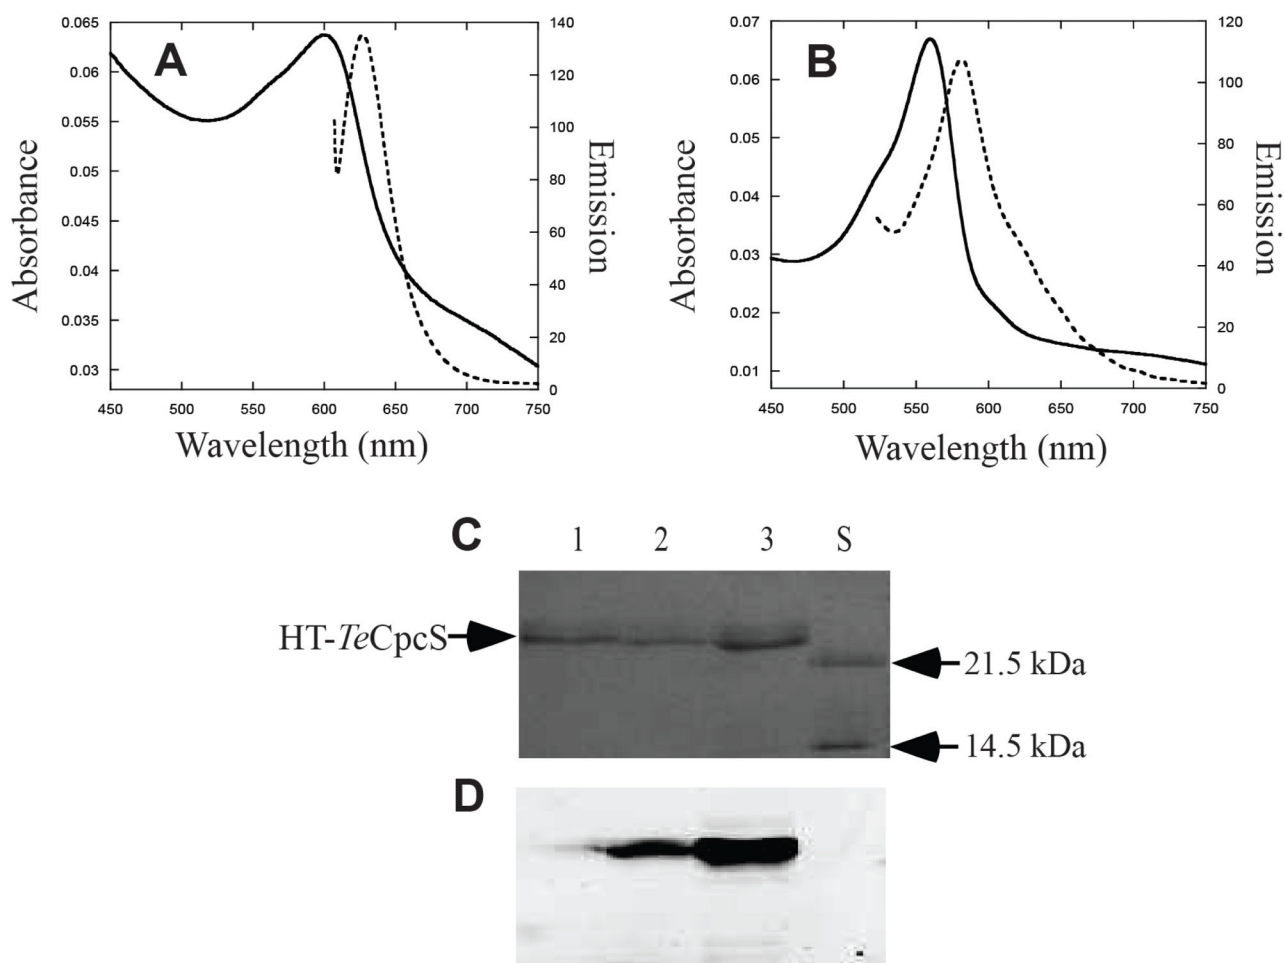 A
0.065
0.06
0.055
0.05
0.045
0.04
0.035
0.03
Absorbance
140
120
100
80
60
40
20
0
Emission
450 500 550 600 650 700 750
Wavelength (nm)
B
0.07
0.06
0.05
0.04
0.03
0.02
0.01
Absorbance
120
100
80
60
40
20
0
Emission
450 500 550 600 650 700 750
Wavelength (nm)
C
1 2 3 S
HT-TeCpcS
21.5 kDa
14.5 kDa
D